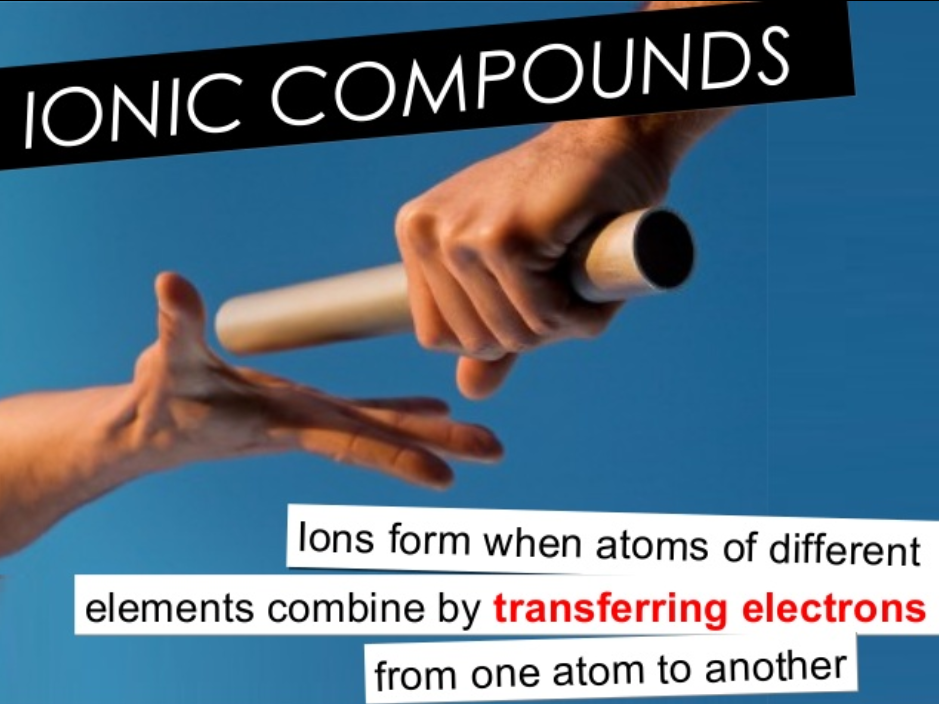 IONIC COMPOUNDS
Ions form when atoms of different
elements combine by transferring electrons
from one atom to another